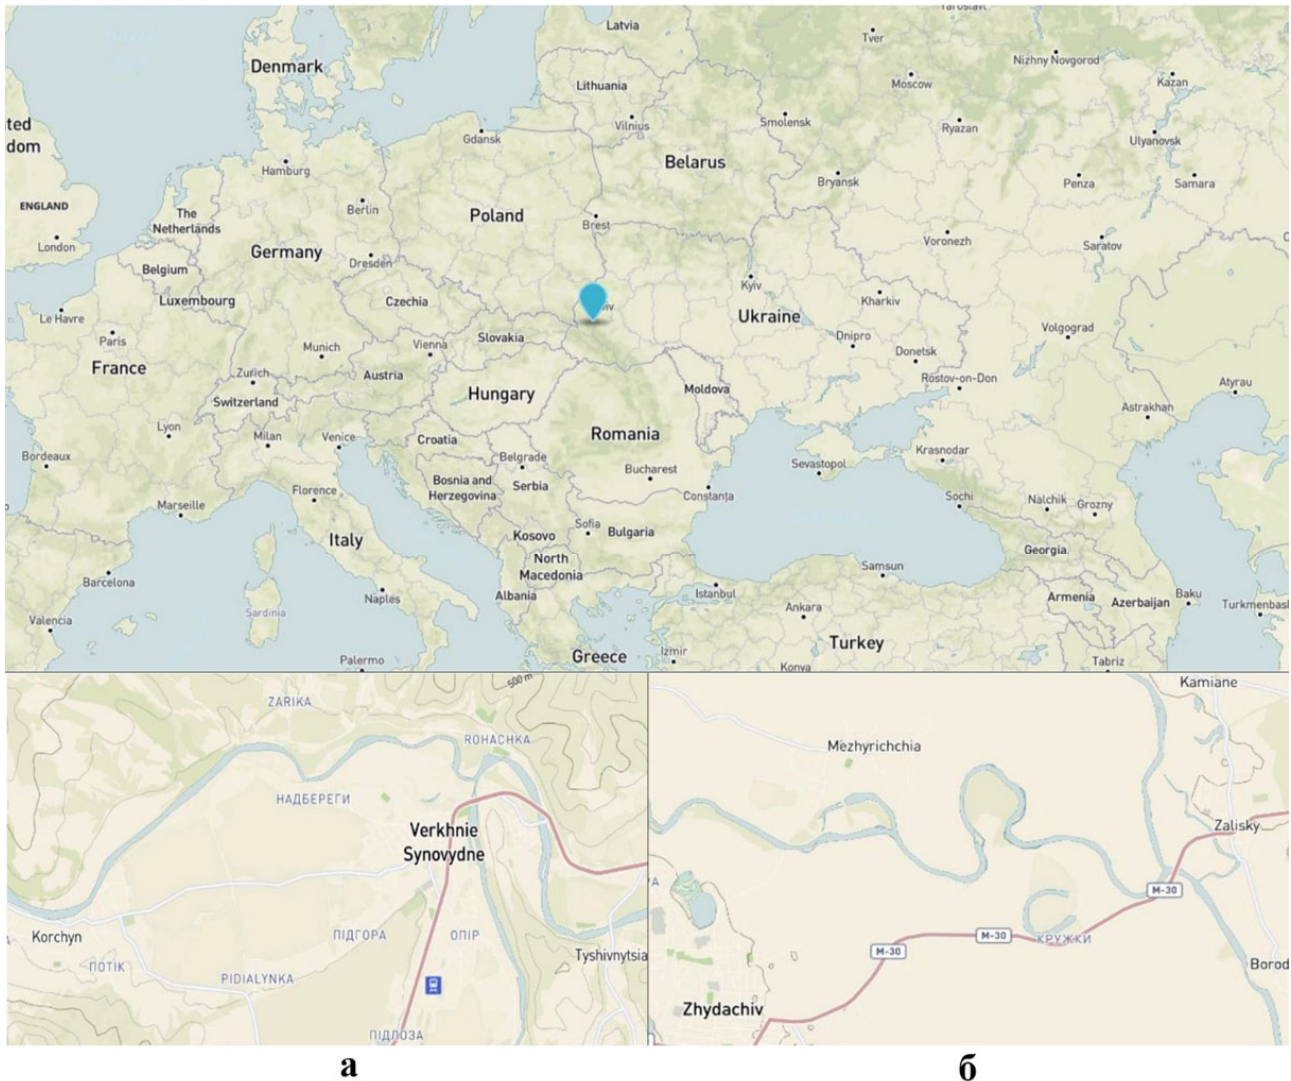 Yaroslavl
Latvia
Tver
Nizhny Novgorod
Denmark
Moscow
Kazan
Lithuania
ted
dom
Gdansk
Vilnius
Smolensk
Ryazan
Ulyanovsk
Hamburg
Belarus
Bryansk
Penza
Samara
ENGLAND
The
Netherlands
Berlin
Poland
Brest
London
Germany
Voronezh
Saratov
Belgium
Dresden
Luxembourg
Czechia
Kyiv
Kharkiv
Le Havre
iv
Ukraine
Paris
Munich
Vienna
Slovakia
Dnipro
Volgograd
France
Zurich
Austria
Donetsk
Switzerland
Hungary
Moldova
Rostov-on-Don
Atyrau
Lyon
Milan
Venice
Croatia
Romania
Astrakhan
Bordeaux
Belgrade
Bucharest
Sevastopol
Krasnodar
Marseille
Florence
Bosnia and
Herzegovina
Serbia
Constanța
Sochi
Nalchik
Grozny
Italy
Kosovo
Sofia
Bulgaria
Georgia
Barcelona
North
Macedonia
Samsun
Sardinia
Naples
Albania
Istanbul
Ankara
Armenia
Azerbaijan
Baku
Turkmenbas
Valencia
Palermo
Greece
Izmir
Turkey
Konya
Tabriz
500 m
ZARIKA
ROHACHKA
НАДБЕРЕГИ
Verkhnie
Synovydne
Korchyn
ПІДГОРА
ОПІР
Tyshivnytsia
ПОТІК
PIDIALYNKA
ПІДЛОЗА
Kamiane
Mezhyrichchia
Zalisky
РА
M-30
M-30
M-30
КРУЖКИ
Borod
Zhydachiv
а
б